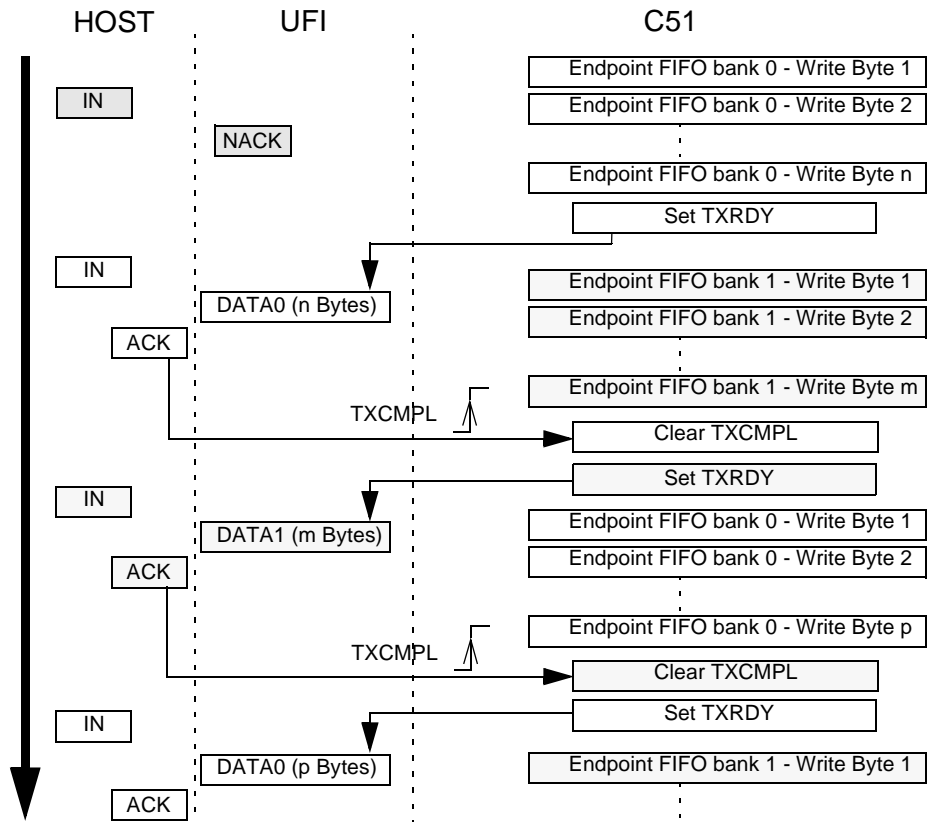 HOST UFI C51
Endpoint FIFO bank 0 - Write Byte 1
IN
Endpoint FIFO bank 0 - Write Byte 2
NACK
Endpoint FIFO bank 0 - Write Byte n
Set TXRDY
IN
Endpoint FIFO bank 1 - Write Byte 1
DATA0 (n Bytes)
Endpoint FIFO bank 1 - Write Byte 2
ACK
Endpoint FIFO bank 1 - Write Byte m
TXCMPL
Clear TXCMPL
Set TXRDY
IN
Endpoint FIFO bank 0 - Write Byte 1
DATA1 (m Bytes)
Endpoint FIFO bank 0 - Write Byte 2
ACK
Endpoint FIFO bank 0 - Write Byte p
TXCMPL
Clear TXCMPL
Set TXRDY
IN
DATA0 (p Bytes)
Endpoint FIFO bank 1 - Write Byte 1
ACK